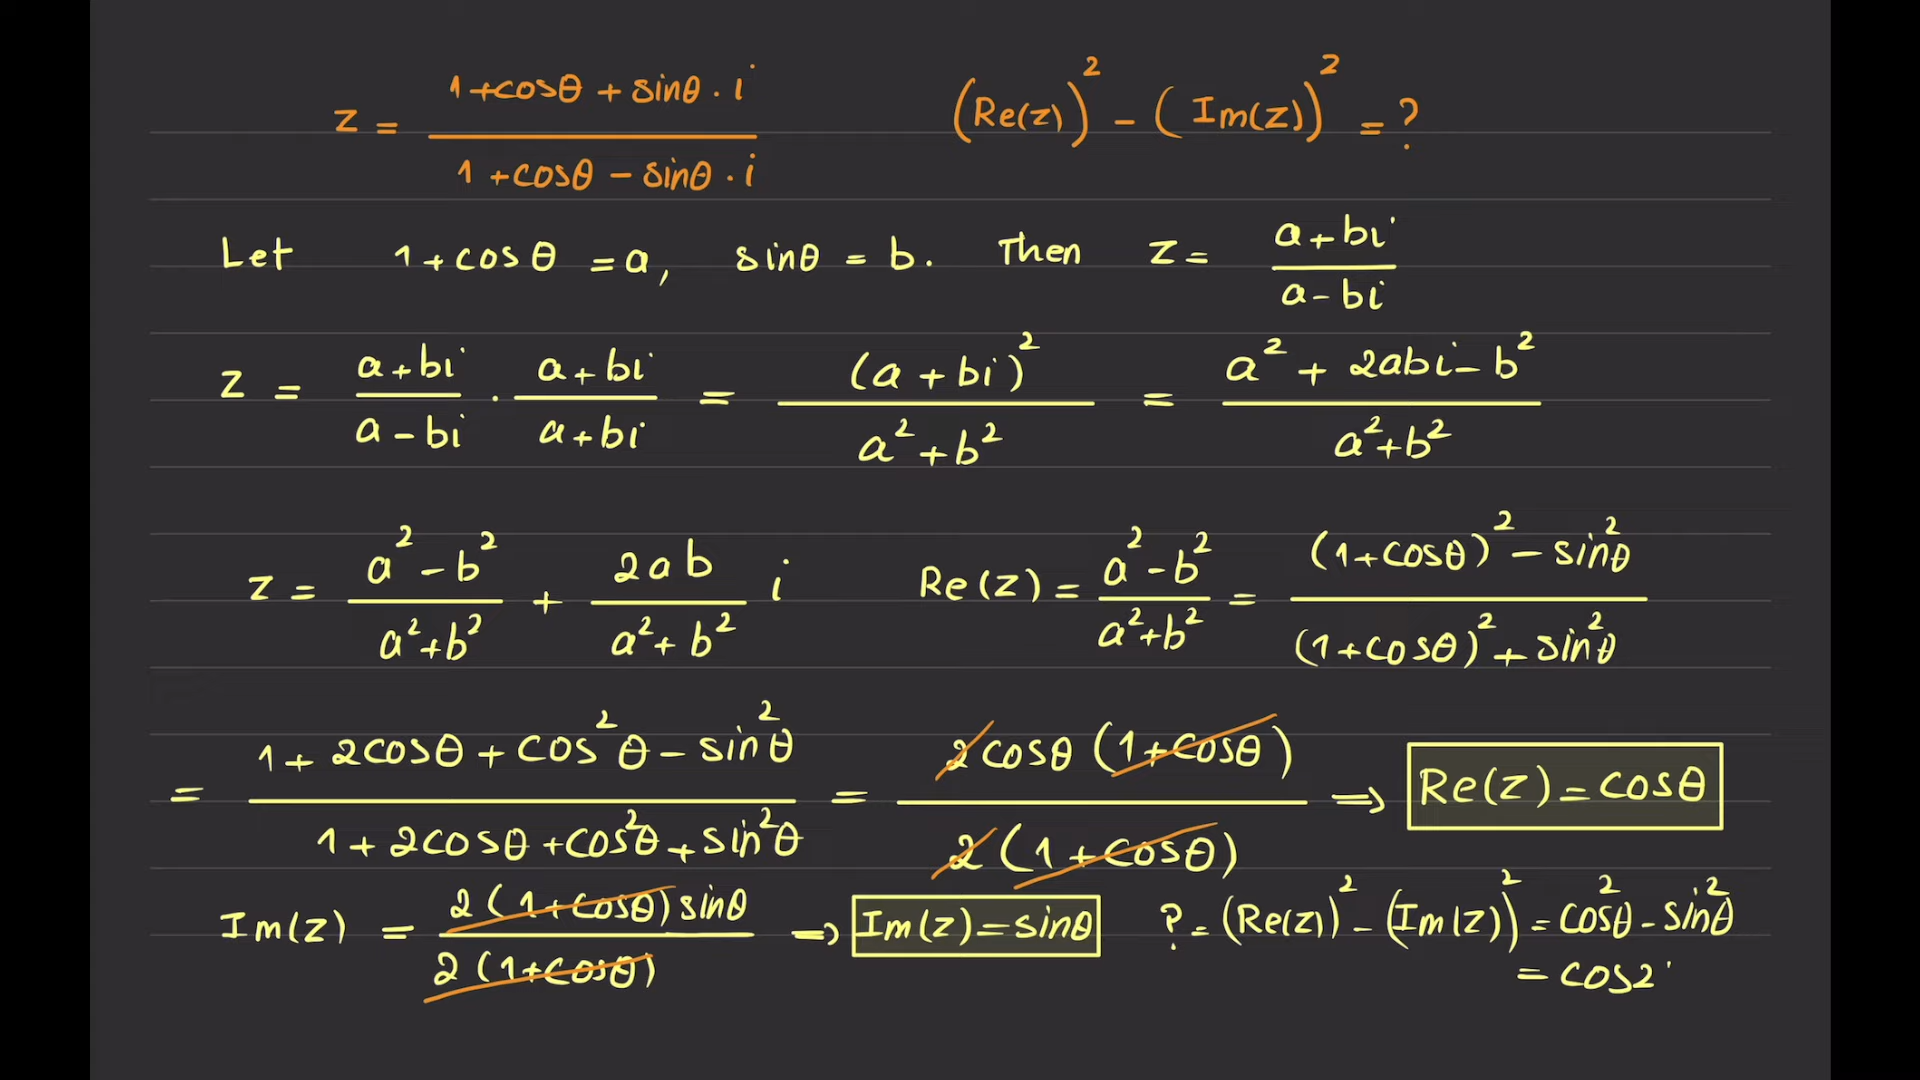 z = (1+cosθ + sinθ · i)/(1+cosθ − sinθ · i) (Re(z))² − (Im(z))² = ?
Let 1+cosθ = a, sinθ = b. Then z = (a+bi)/(a−bi)
z = (a+bi)/(a−bi) · (a+bi)/(a+bi) = (a+bi)²/(a²+b²) = (a² + 2abi − b²)/(a²+b²)
z = (a²−b²)/(a²+b²) + (2ab)/(a²+b²) i Re(z) = (a²−b²)/(a²+b²) = ((1+cosθ)² − sin²θ)/((1+cosθ)² + sin²θ)
= (1+2cosθ+cos²θ−sin²θ)/(1+2cosθ+cos²θ+sin²θ) = (2cosθ(1+cosθ))/(2(1+cosθ)) ⇒ Re(z) = cosθ
Im(z) = (2(1+cosθ)sinθ)/(2(1+cosθ)) ⇒ Im(z) = sinθ ? = (Re(z))² − (Im(z))² = cos²θ − sin²θ
= cos2